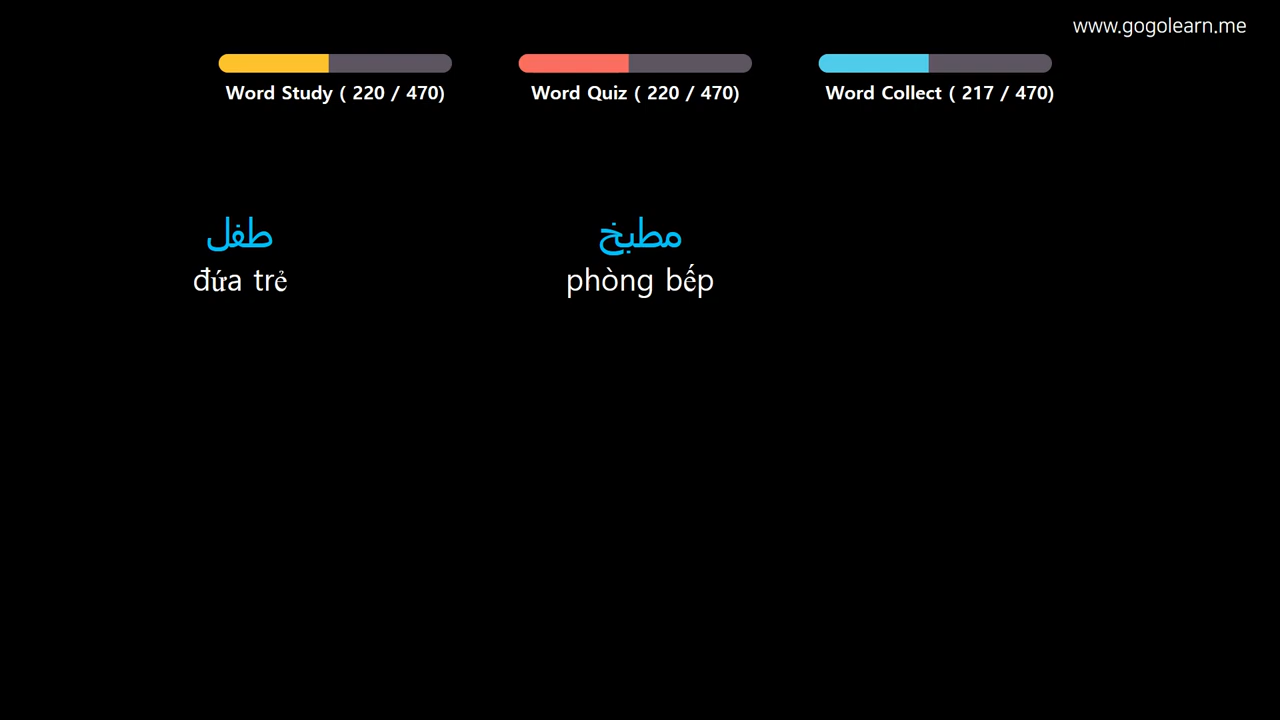 www.gogolearn.me
Word Study ( 220 / 470)
Word Quiz ( 220 / 470)
Word Collect ( 217 / 470)
طفل
đứa trẻ
مطبخ
phòng bếp